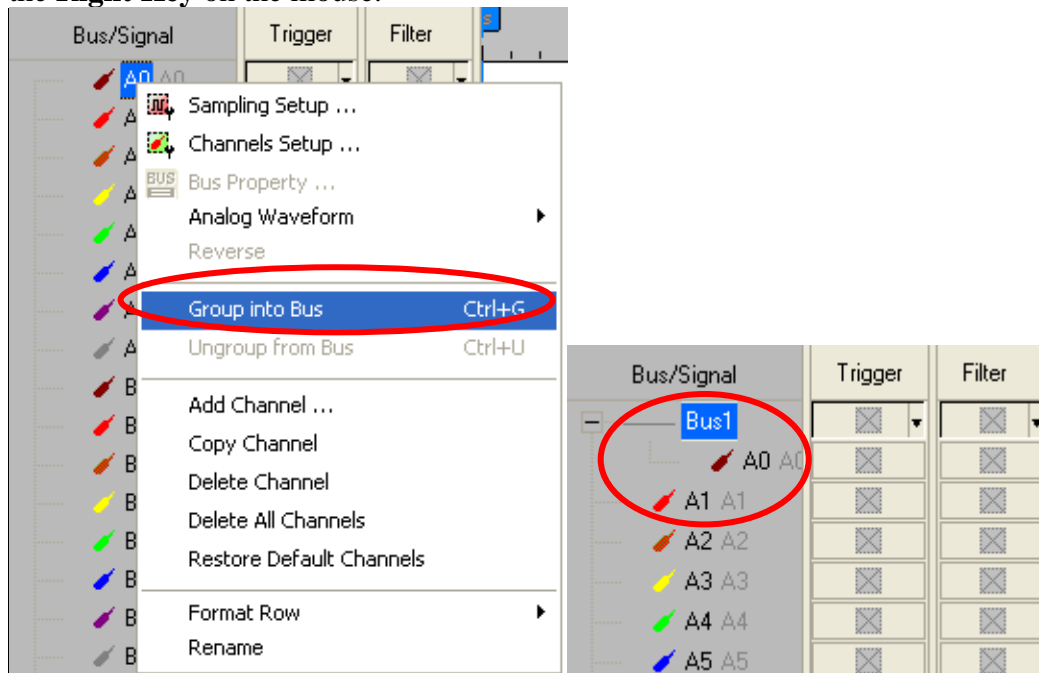 the Right Key on the mouse.
Bus/Signal Trigger Filter
s
A0 A0
A
A
A
A
A
A
A
B
B
B
B
B
B
B
B
Sampling Setup ...
Channels Setup ...
BUS Bus Property ...
Analog Waveform
Reverse
Group into Bus Ctrl+G
Ungroup from Bus Ctrl+U
Add Channel ...
Copy Channel
Delete Channel
Delete All Channels
Restore Default Channels
Format Row
Rename
Bus/Signal Trigger Filter
Bus1
A0 A0
A1 A1
A2 A2
A3 A3
A4 A4
A5 A5